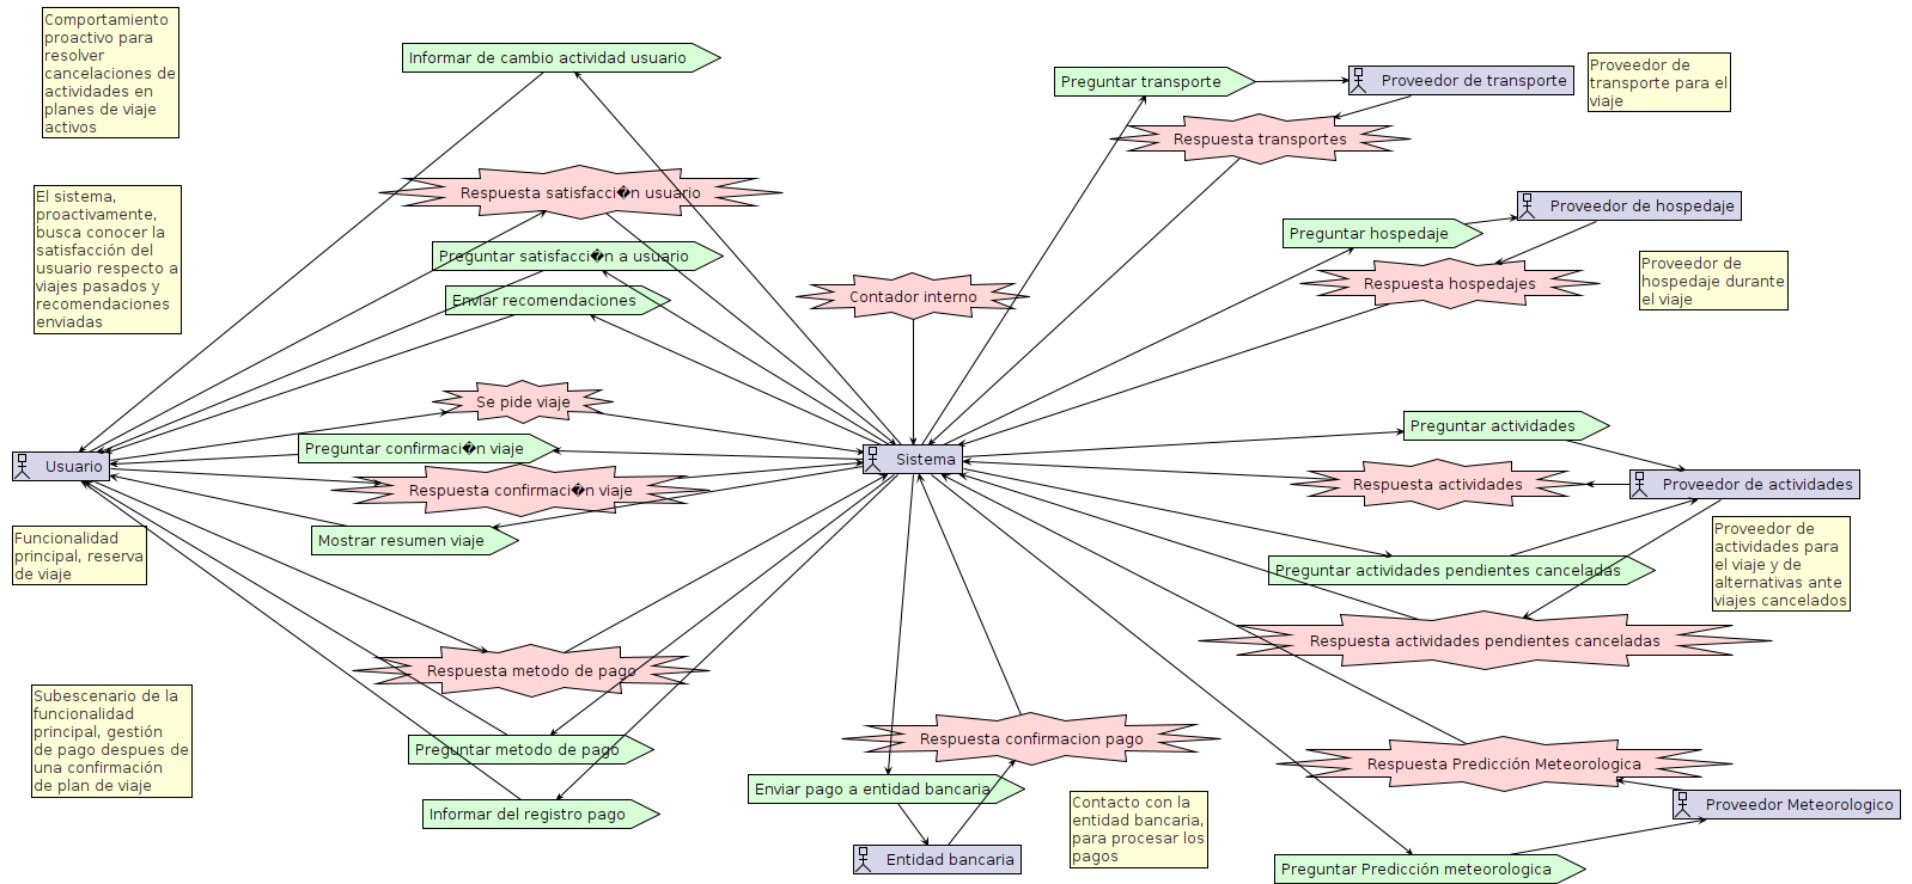 Comportamiento
proactivo para
resolver
cancelaciones de
actividades en
planes de viaje
activos
Informar de cambio actividad usuario
Preguntar transporte
Proveedor de transporte
Proveedor de
transporte para el
viaje
Respuesta transportes
El sistema,
proactivamente,
busca conocer la
satisfacción del
usuario respecto a
viajes pasados y
recomendaciones
enviadas
Respuesta satisfacci�n usuario
Proveedor de hospedaje
Preguntar hospedaje
Preguntar satisfacci�n a usuario
Proveedor de
hospedaje durante
el viaje
Respuesta hospedajes
Enviar recomendaciones
Contador interno
Se pide viaje
Preguntar actividades
Preguntar confirmaci�n viaje
Usuario
Sistema
Respuesta confirmaci�n viaje
Respuesta actividades
Proveedor de actividades
Funcionalidad
principal, reserva
de viaje
Mostrar resumen viaje
Proveedor de
actividades para
el viaje y de
alternativas ante
viajes cancelados
Preguntar actividades pendientes canceladas
Respuesta actividades pendientes canceladas
Respuesta metodo de pago
Subescenario de la
funcionalidad
principal, gestión
de pago despues de
una confirmación
de plan de viaje
Preguntar metodo de pago
Respuesta confirmacion pago
Respuesta Predicción Meteorologica
Enviar pago a entidad bancaria
Contacto con la
entidad bancaria,
para procesar los
pagos
Proveedor Meteorologico
Informar del registro pago
Entidad bancaria
Preguntar Predicción meteorologica